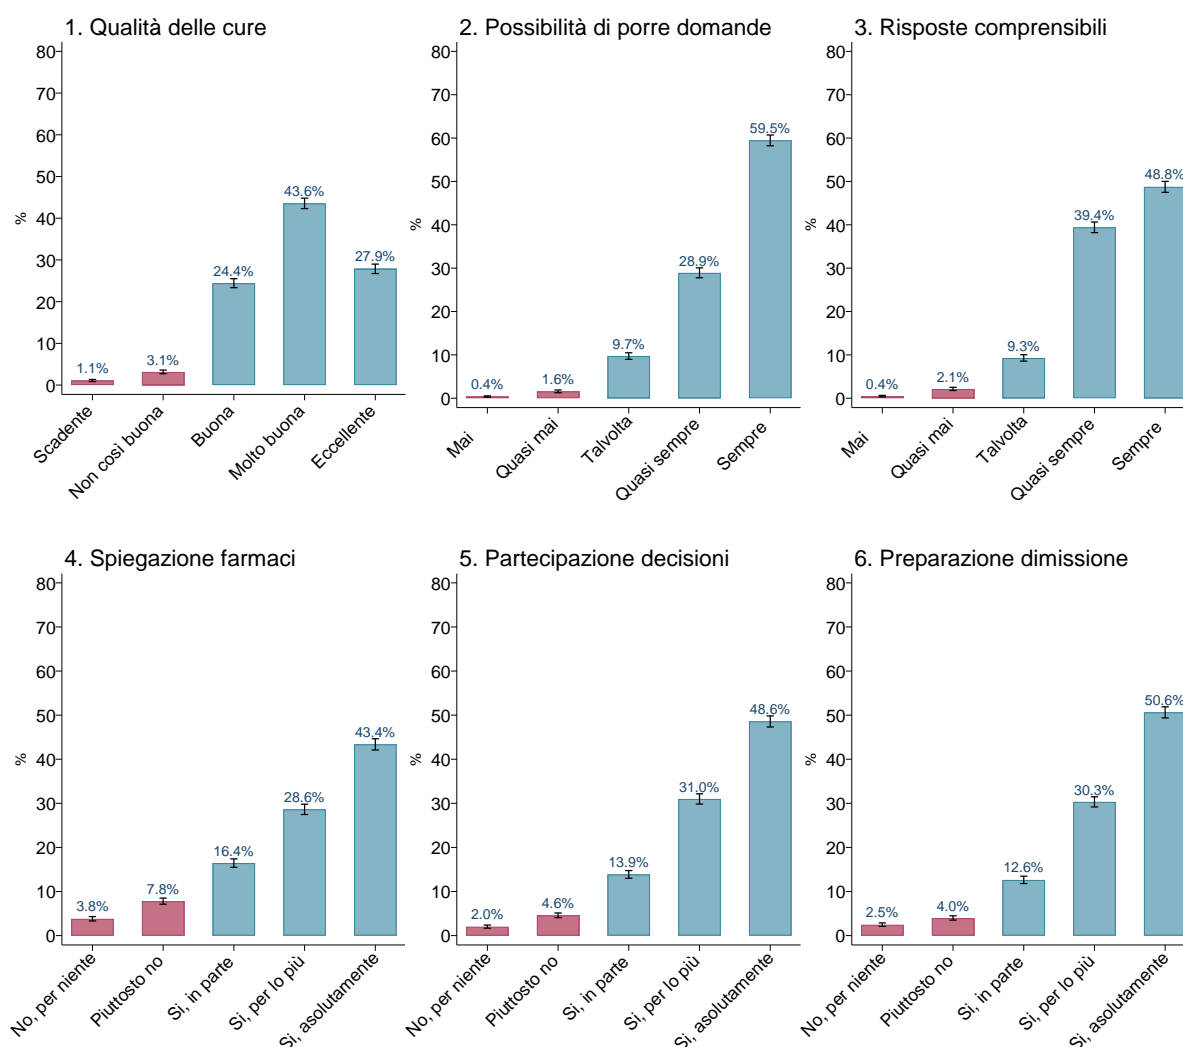 1. Qualità delle cure
80
70
60
50
40
30
20
10
0
%
1.1%
3.1%
24.4%
43.6%
27.9%
Scadente
Non così buona
Buona
Molto buona
Eccellente
2. Possibilità di porre domande
80
70
60
50
40
30
20
10
0
%
0.4%
1.6%
9.7%
28.9%
59.5%
Mai
Quasi mai
Talvolta
Quasi sempre
Sempre
3. Risposte comprensibili
80
70
60
50
40
30
20
10
0
%
0.4%
2.1%
9.3%
39.4%
48.8%
Mai
Quasi mai
Talvolta
Quasi sempre
Sempre
4. Spiegazione farmaci
80
70
60
50
40
30
20
10
0
%
3.8%
7.8%
16.4%
28.6%
43.4%
No, per niente
Piuttosto no
Si, in parte
Si, per lo più
Si, asolutamente
5. Partecipazione decisioni
80
70
60
50
40
30
20
10
0
%
2.0%
4.6%
13.9%
31.0%
48.6%
No, per niente
Piuttosto no
Si, in parte
Si, per lo più
Si, asolutamente
6. Preparazione dimissione
80
70
60
50
40
30
20
10
0
%
2.5%
4.0%
12.6%
30.3%
50.6%
No, per niente
Piuttosto no
Si, in parte
Si, per lo più
Si, asolutamente